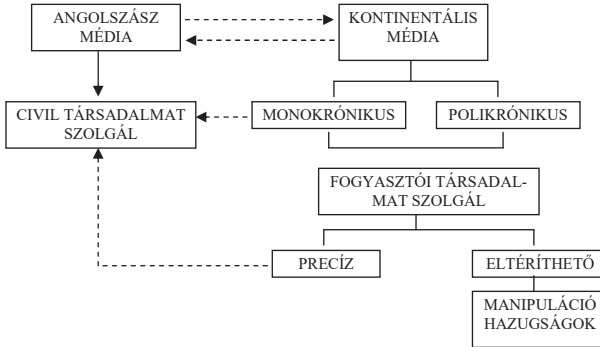 ANGOLSZÁSZ
MÉDIA
KONTINENTÁLIS
MÉDIA
CIVIL TÁRSADALMAT
SZOLGÁL
MONOKRÓNIKUS
POLIKRÓNIKUS
FOGYASZTÓI TÁRSADAL-
MAT SZOLGÁL
PRECÍZ
ELTÉRÍTHETŐ
MANIPULÁCIÓ
HAZUGSÁGOK